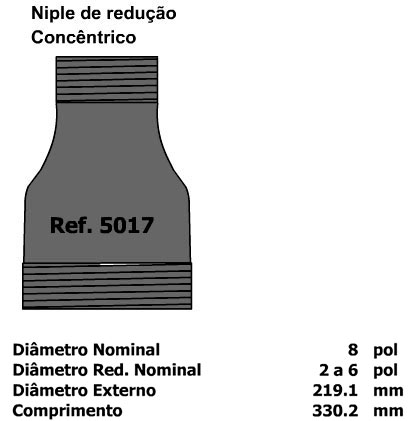 Niple de redução
Concêntrico
Ref. 5017
Diâmetro Nominal 8 pol
Diâmetro Red. Nominal 2 a 6 pol
Diâmetro Externo 219.1 mm
Comprimento 330.2 mm